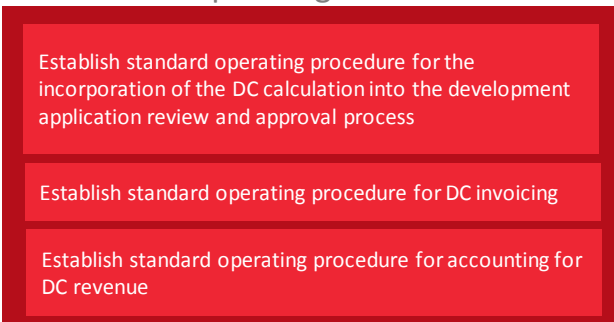 Establish standard operating procedure for the
incorporation of the DC calculation into the development
application review and approval process
Establish standard operating procedure for DC invoicing
Establish standard operating procedure for accounting for
DC revenue